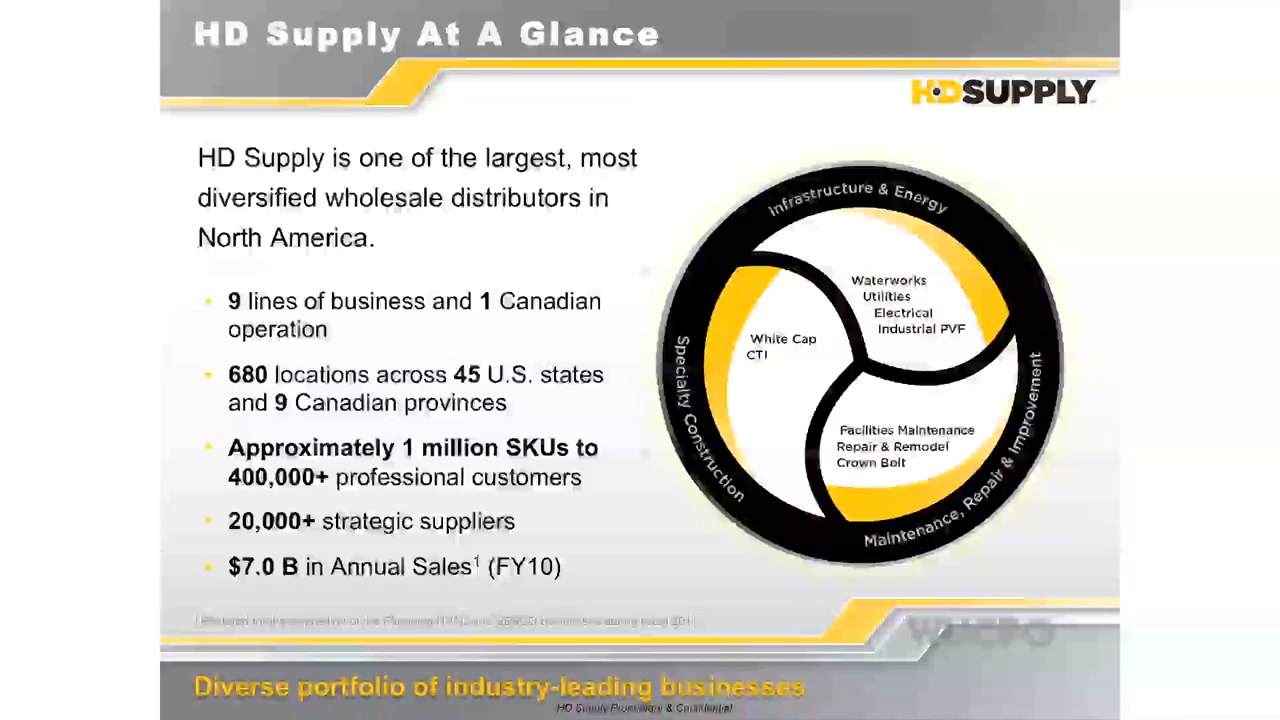 HD Supply At A Glance
HD SUPPLY
HD Supply is one of the largest, most
diversified wholesale distributors in
North America.
• 9 lines of business and 1 Canadian
operation
• 680 locations across 45 U.S. states
and 9 Canadian provinces
• Approximately 1 million SKUs to
400,000+ professional customers
• 20,000+ strategic suppliers
• $7.0 B in Annual Sales¹ (FY10)
Infrastructure & Energy
Waterworks
Utilities
Electrical
Industrial PVF
Specialty Construction
White Cap
CTI
Maintenance, Repair & Improvement
Facilities Maintenance
Repair & Remodel
Crown Bolt
Diverse portfolio of industry-leading businesses
HD Supply Proprietary & Confidential